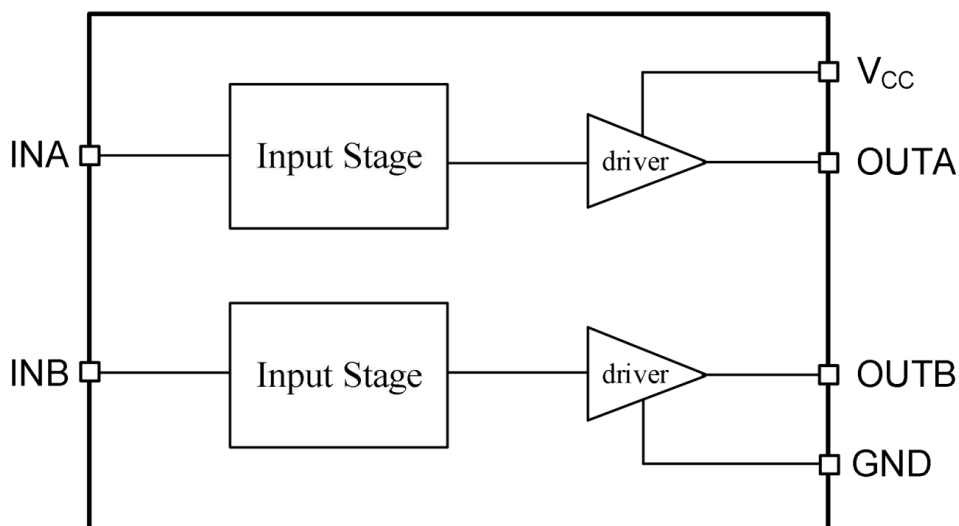 VCC
INA
Input Stage
driver
OUTA
INB
Input Stage
driver
OUTB
GND